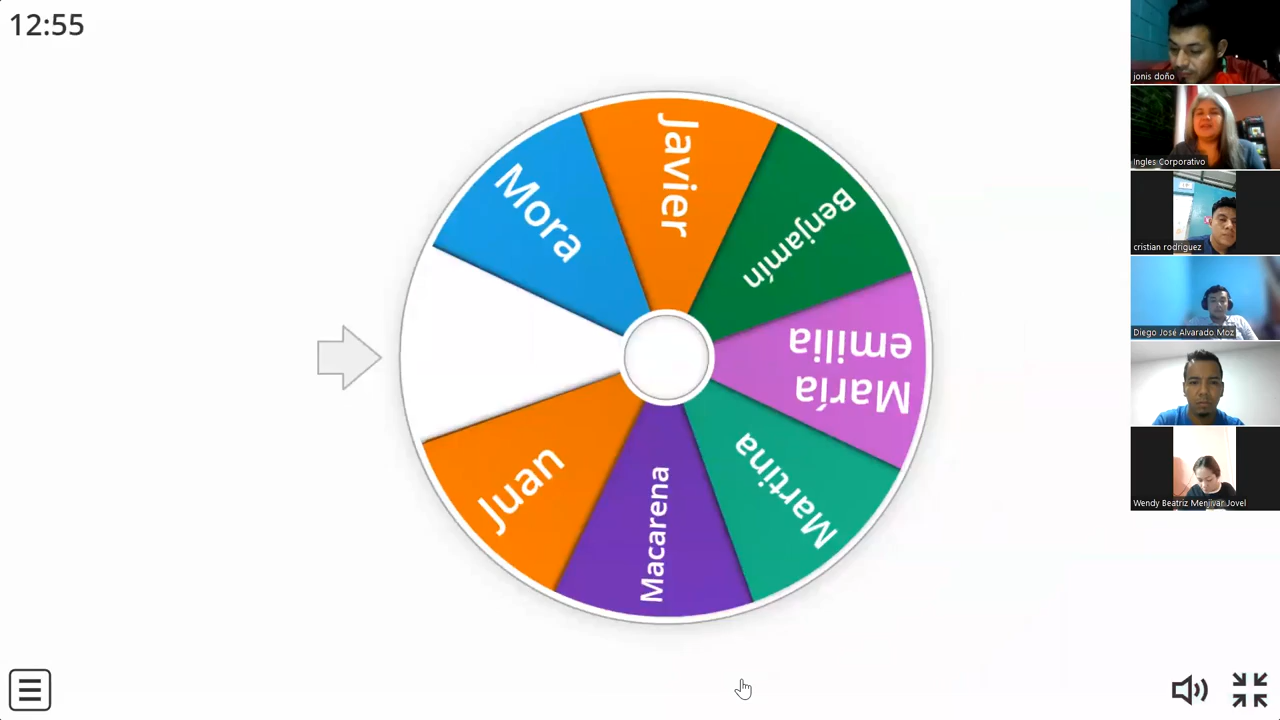 12:55
Javier
Benjamín
María
emilia
Martina
Macarena
Juan
Mora
jonis doño
Ingles Corporativo
cristian rodriguez
Diego José Alvarado Moz
Wendy Beatriz Menjivar Jovel